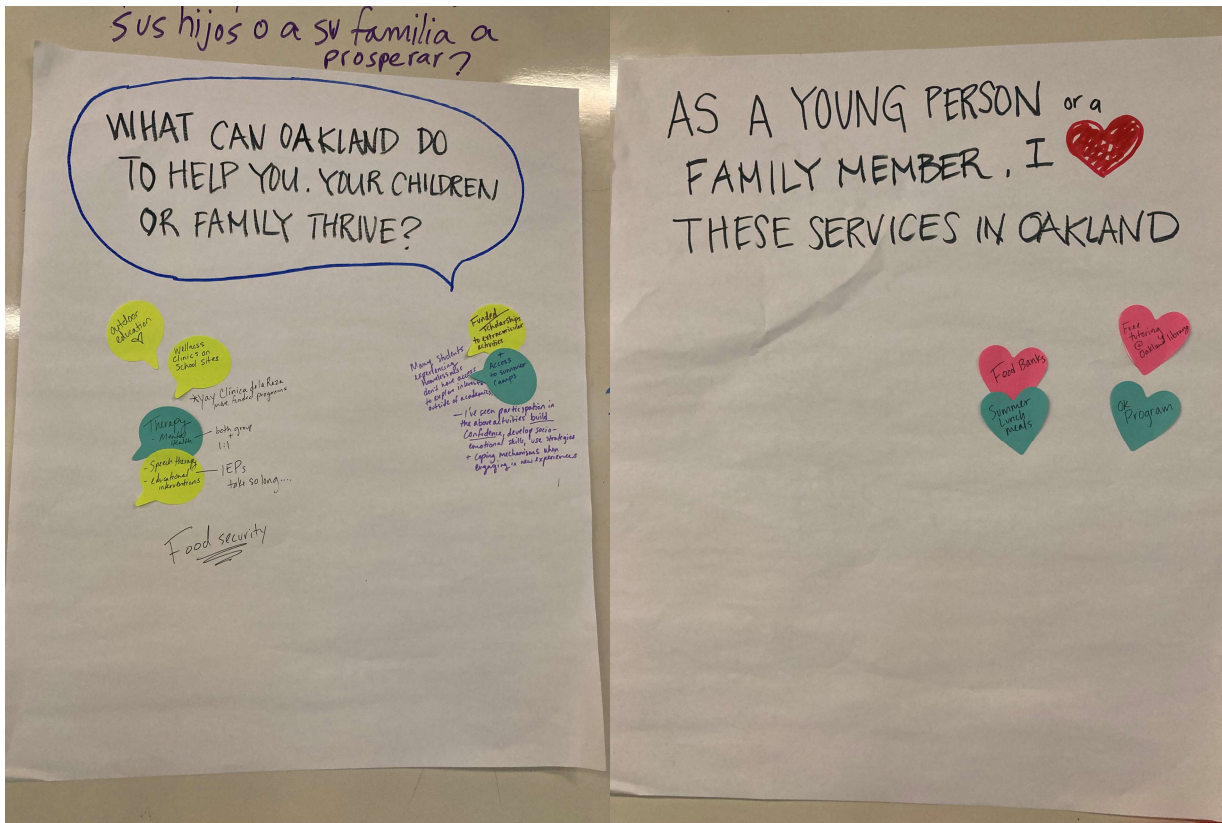 sus hijos o a su familia a
prosperar?
WHAT CAN OAKLAND DO
TO HELP YOU. YOUR CHILDREN
OR FAMILY THRIVE?
outdoor
education
Wellness
Clinics on
School Sites
*Yay Clinica de la Raza
more funded programs
Therapy
- Mental
Health
both group
+
1:1
- Speech therapy
- educational
interventions
IEPs
take so long....
Food security
Funded
Scholarships
to extracurricular
activities
+
Access
to summer
camps
Many students
experiencing
homelessness
don't have access
to explore interests
outside of academics
— I've seen participation in
the above activities build
confidence, develop socio-
emotional skills, use strategies
+ coping mechanisms when
engaging in new experiences
AS A YOUNG PERSON or a
FAMILY MEMBER, I
THESE SERVICES IN OAKLAND
Free
tutoring
@
Oakland library
Food Banks
Summer
Lunch
meals
OK
Program